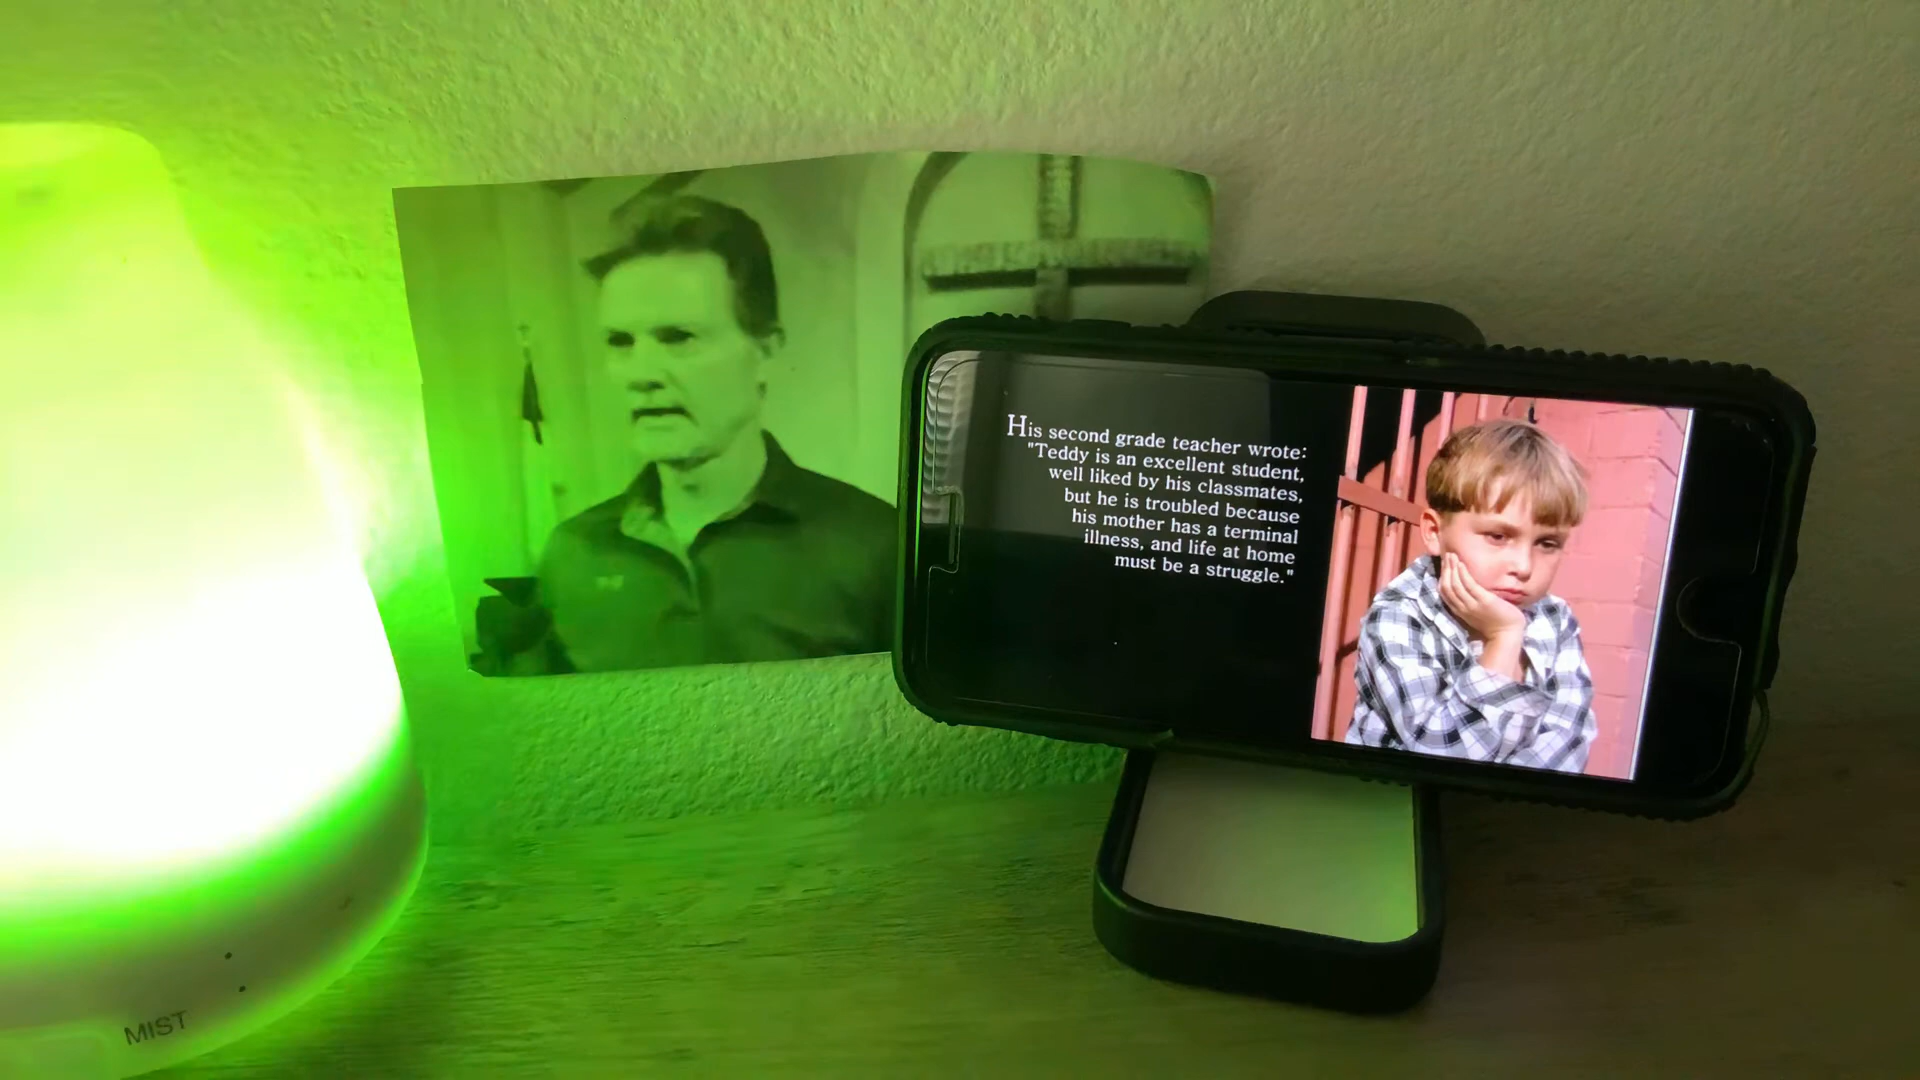 His second grade teacher wrote:
"Teddy is an excellent student,
well liked by his classmates,
but he is troubled because
his mother has a terminal
illness, and life at home
must be a struggle."
MIST